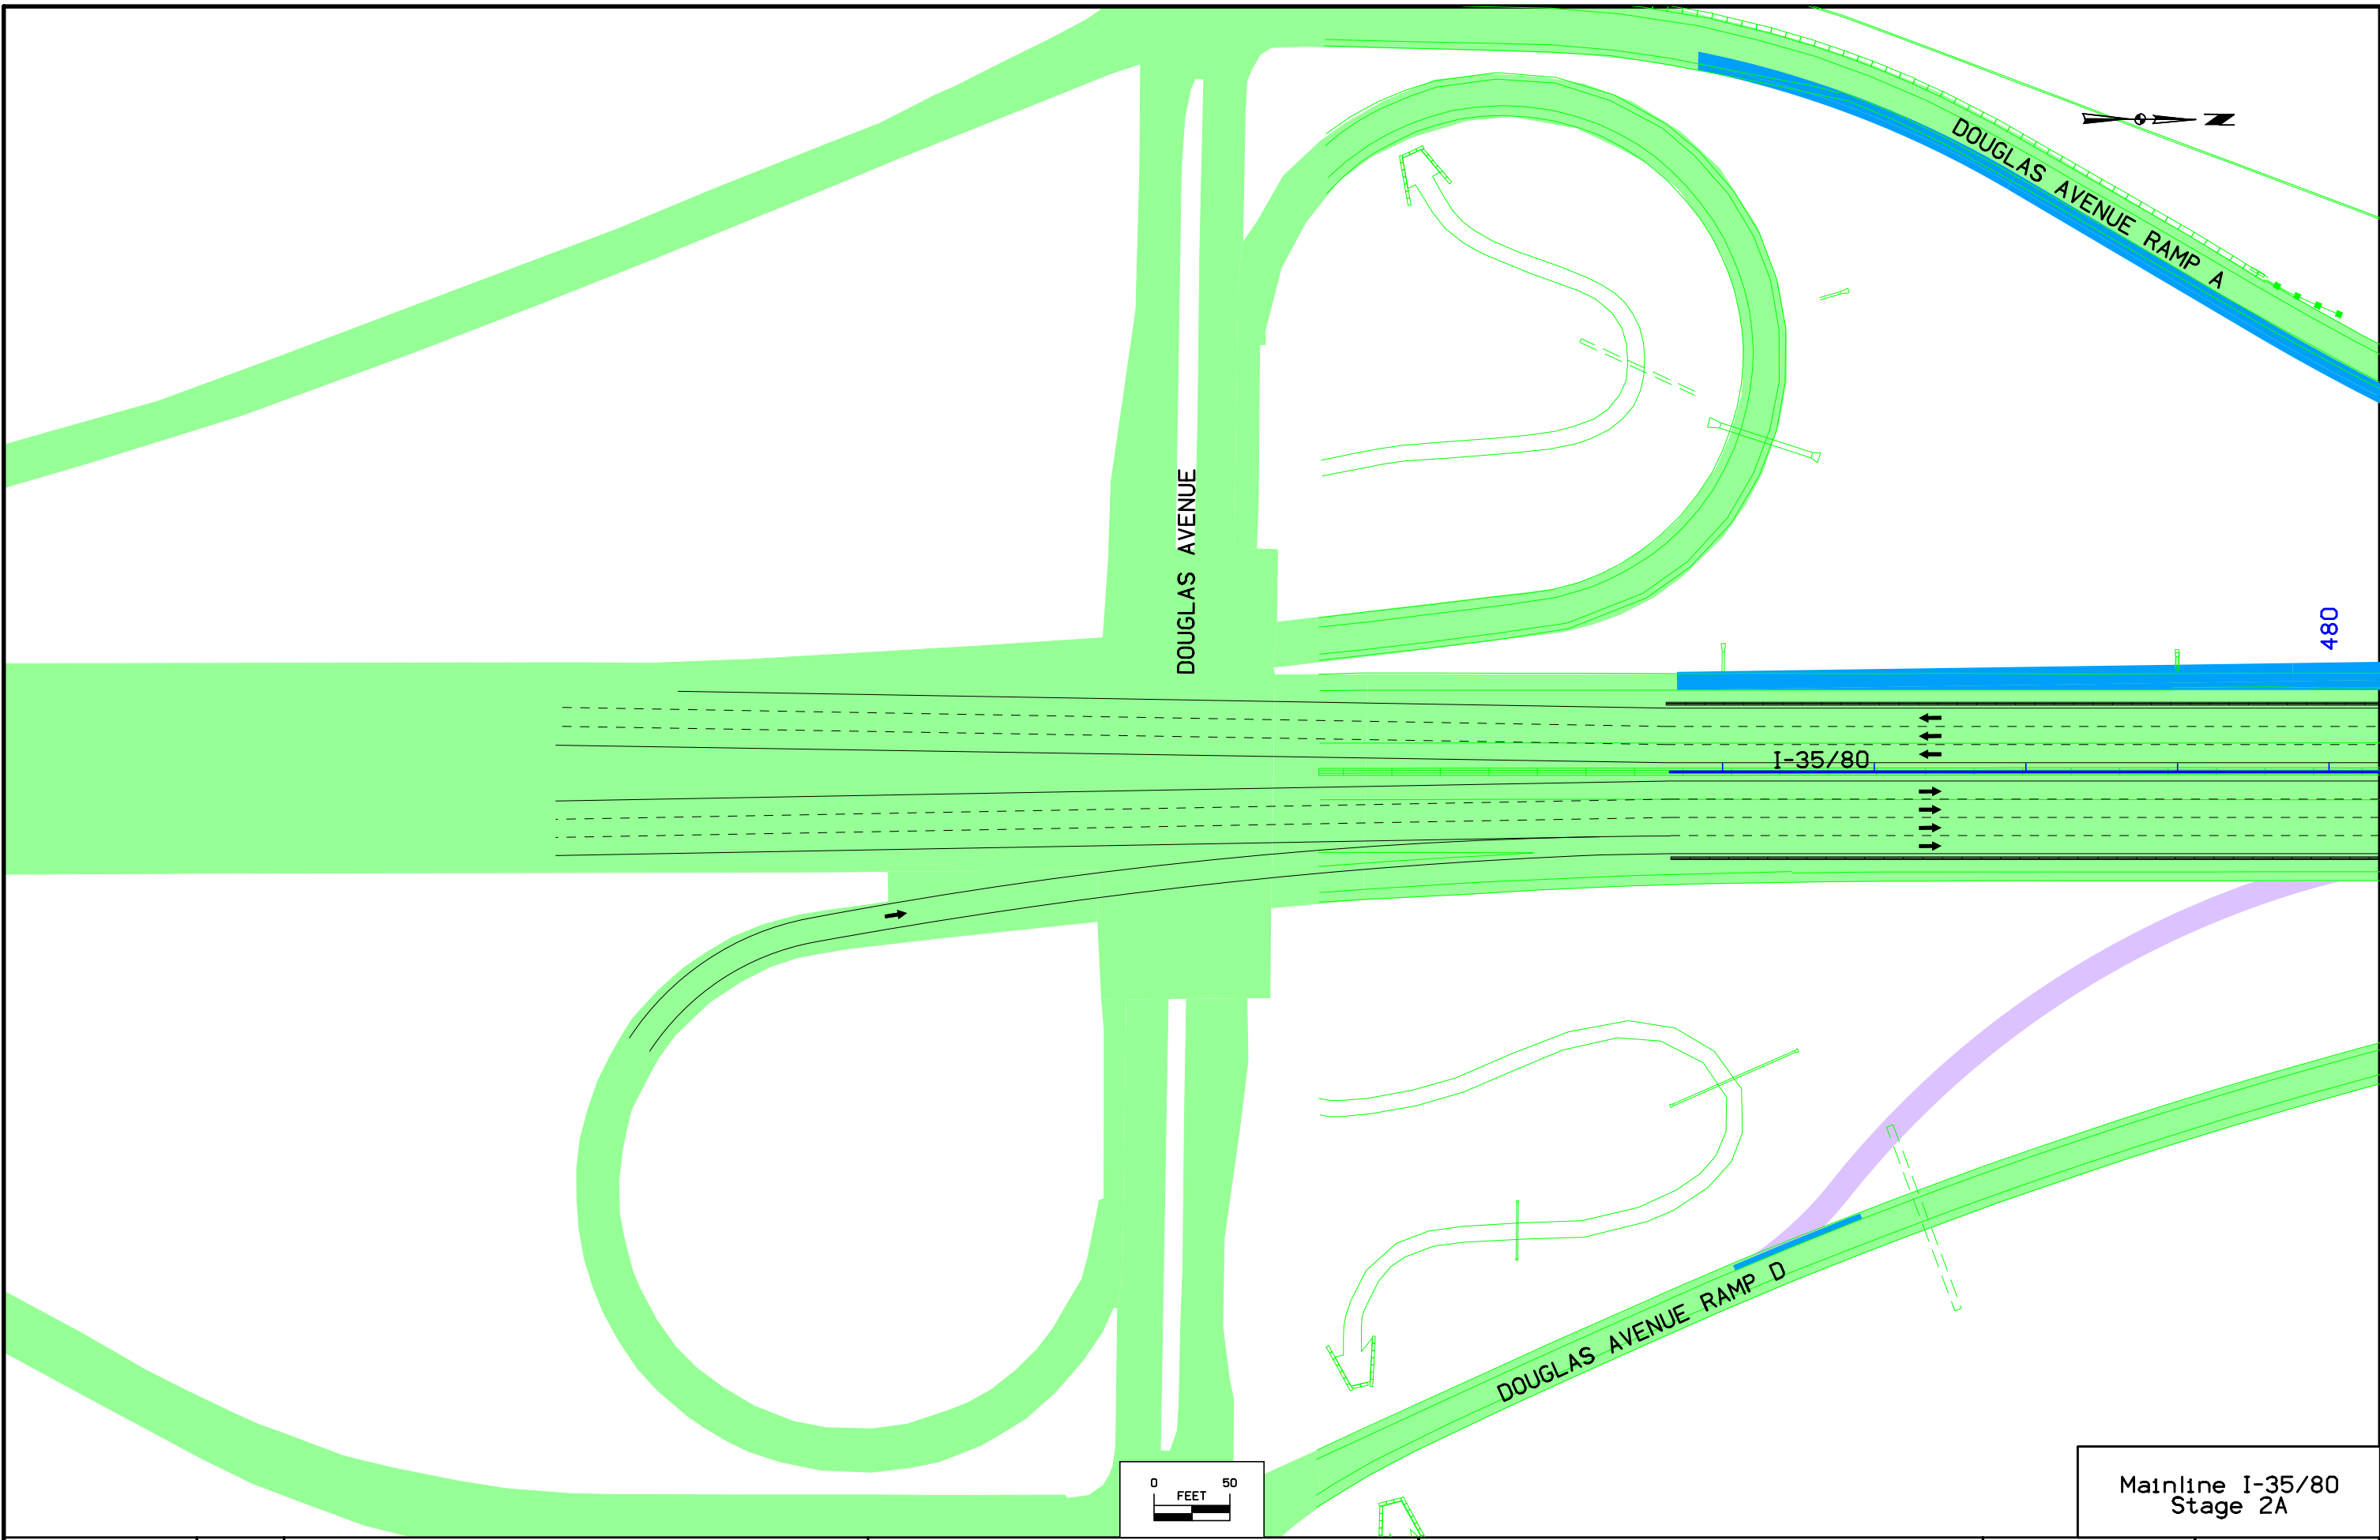 DOUGLAS AVENUE RAMP A
N
DOUGLAS AVENUE
480
I-35/80
DOUGLAS AVENUE RAMP D
0 50
FEET
Mainline I-35/80
Stage 2A